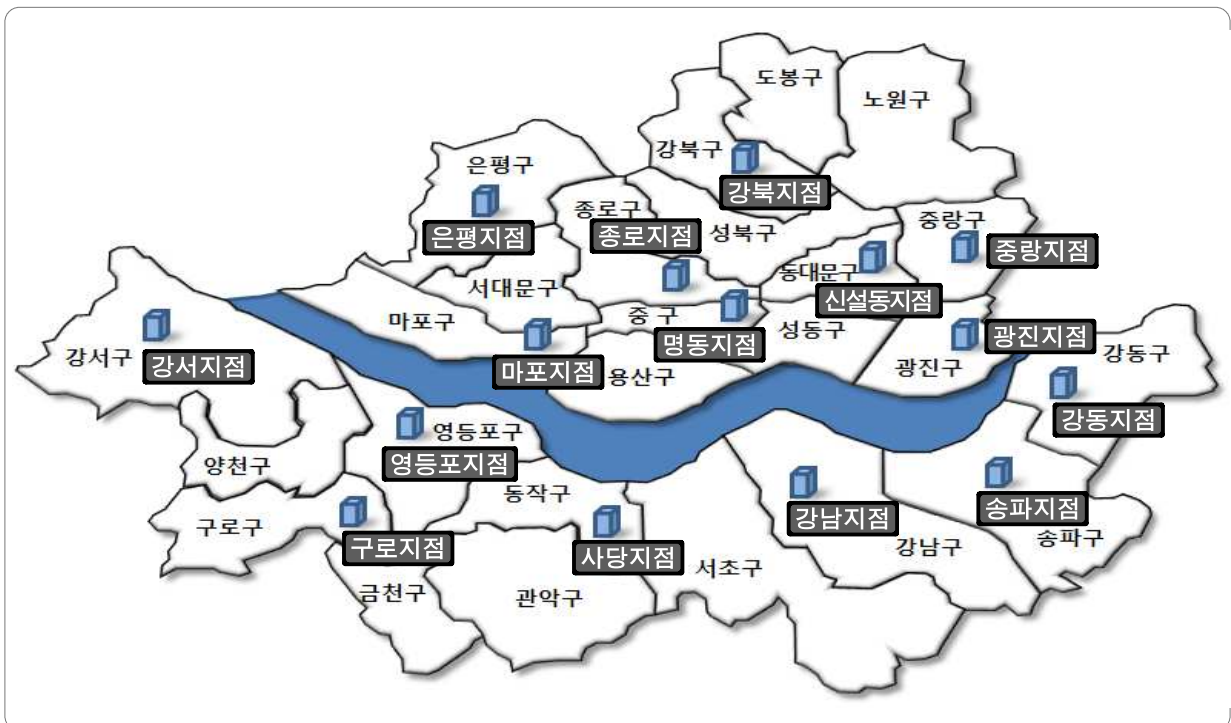 도봉구
노원구
강북구
은평구
강북지점
종로구
중랑구
은평지점
종로지점
성북구
중랑지점
동대문구
서대문구
신설동지점
마포구
중 구
성동구
명동지점
광진지점
강서구
강서지점
마포지점
용산구
광진구
강동구
강동지점
영등포구
영등포지점
양천구
동작구
강남지점
송파지점
구로구
구로지점
사당지점
강남구
송파구
서초구
금천구
관악구